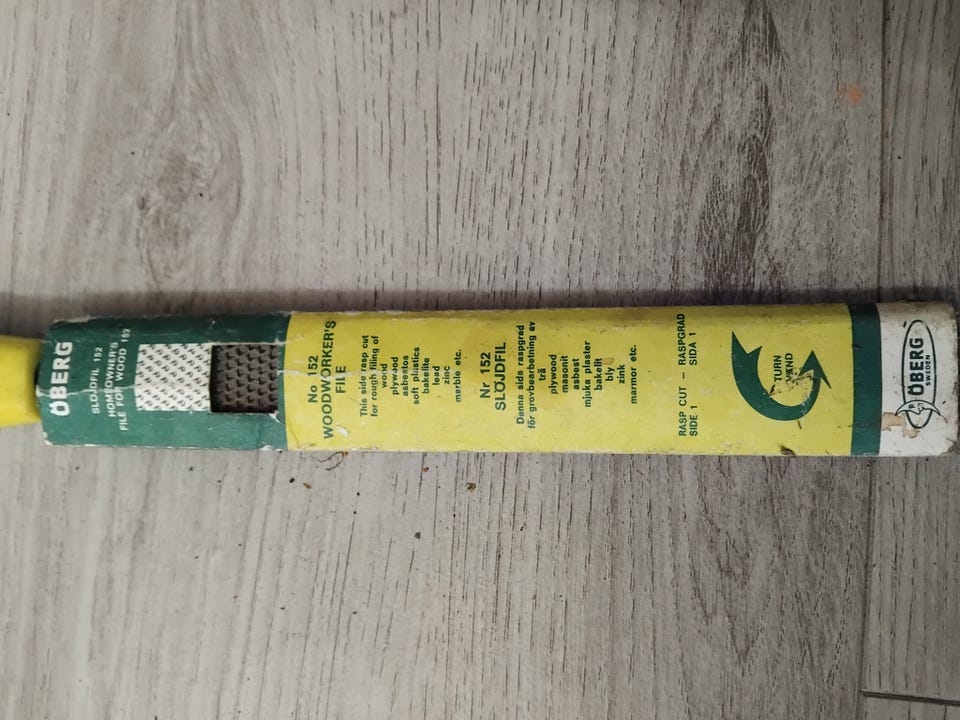 ÖBERG
SLÖJDFIL 152
HOMEOWNER'S
FILE FOR WOOD 152
No 152
WOODWORKER'S
FILE
This side rasp cut
for rough filing of
wood
plywood
asbestos
soft pluatics
bakelite
lead
zinc
marble etc.
Nr 152
SLÖJDFIL
Denna sida raspgrad
för grovbearbetning av
trä
plywood
masonit
asbest
mjuka plaster
bakelit
bly
zink
marmor etc.
RASP CUT – RASPGRAD
SIDE 1 SIDA 1
TURN
VÄND
ÖBERG
SWEDEN